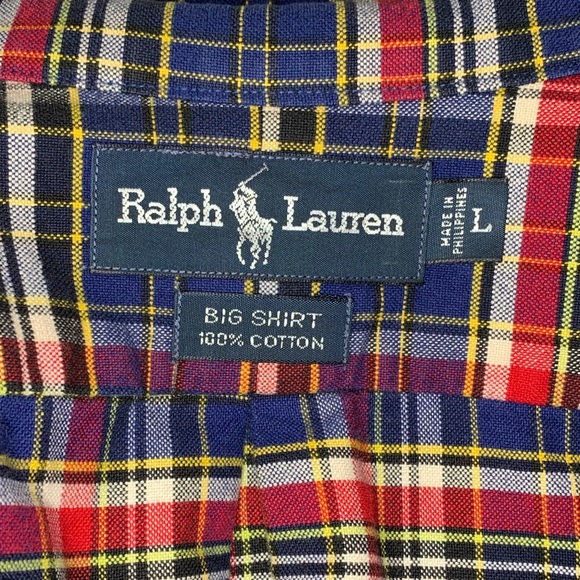 Ralph Lauren
MADE IN
PHILIPPINES
L
BIG SHIRT
100% COTTON